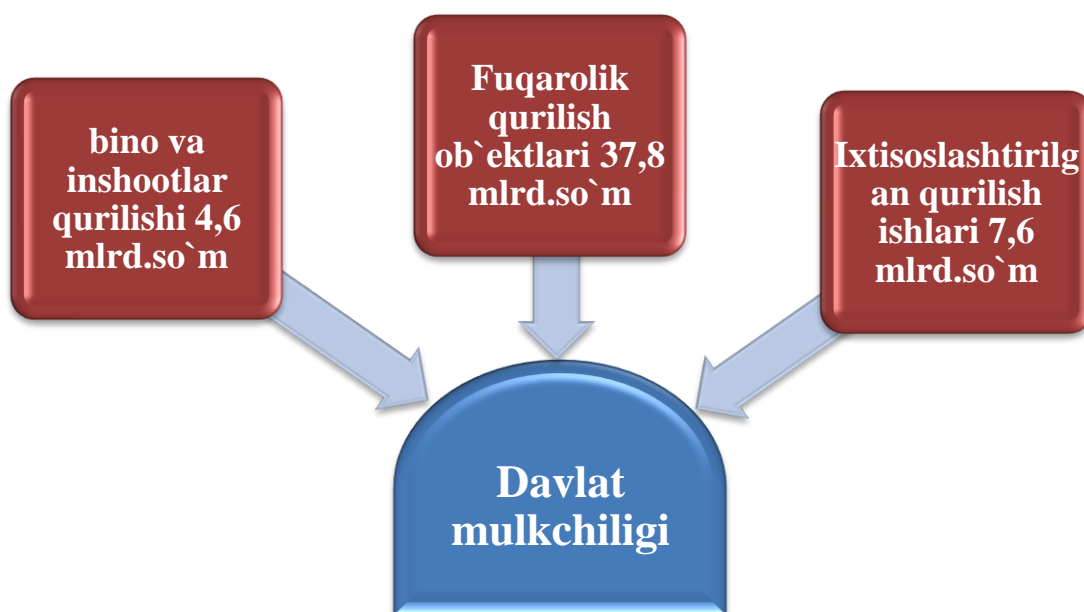 bino va
inshootlar
qurilishi 4,6
mlrd.so`m
Fuqarolik
qurilish
ob`ektlari 37,8
mlrd.so`m
Ixtisoslashtirilg
an qurilish
ishlari 7,6
mlrd.so`m
Davlat
mulkchiligi